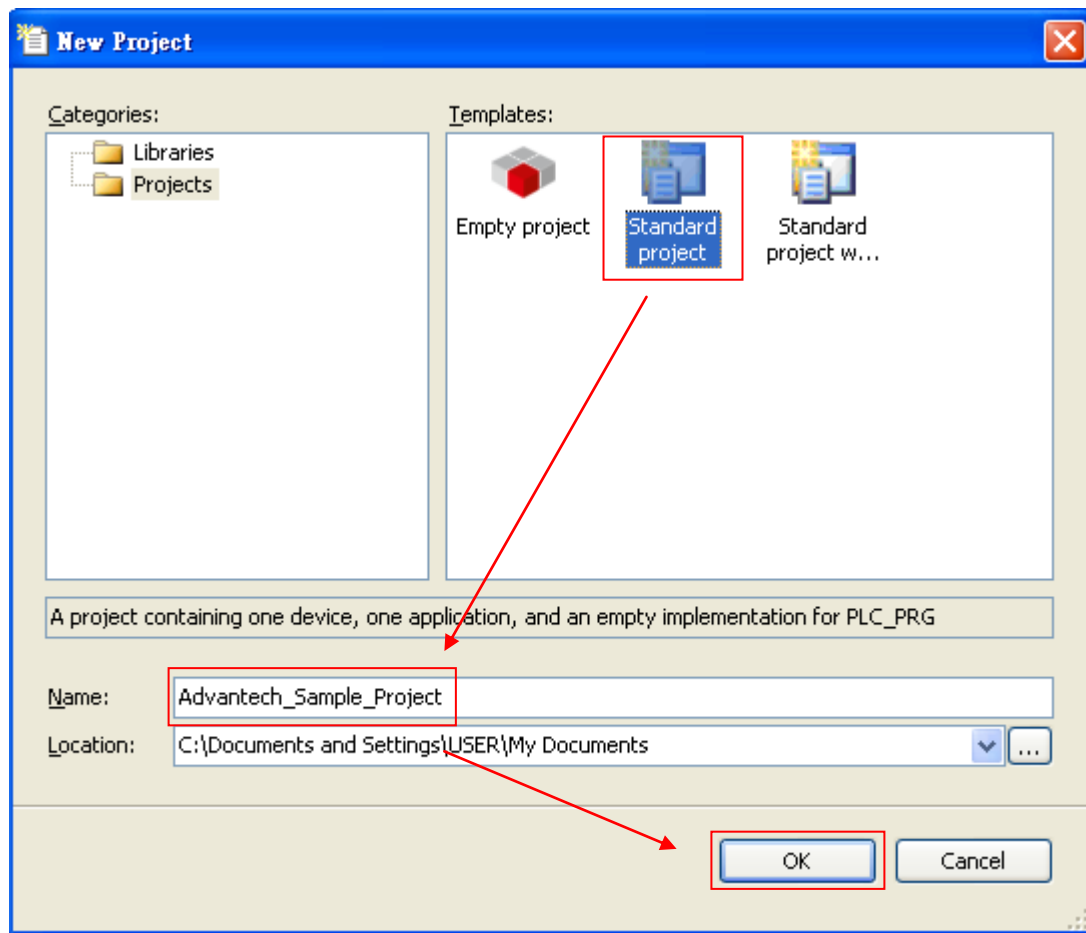 New Project
Categories:
Templates:
Libraries
Projects
Empty project
Standard
project
Standard
project w...
A project containing one device, one application, and an empty implementation for PLC_PRG
Name:
Advantech_Sample_Project
Location:
C:\Documents and Settings\USER\My Documents
...
OK
Cancel